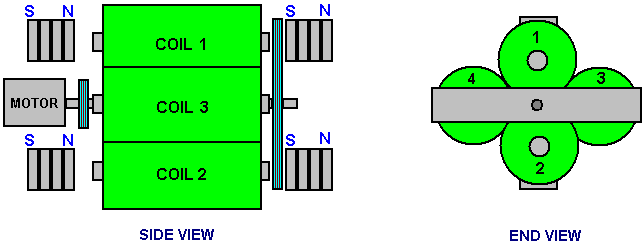 S N
S N
COIL 1
1
4
3
MOTOR
COIL 3
S N
S N
COIL 2
2
SIDE VIEW
END VIEW